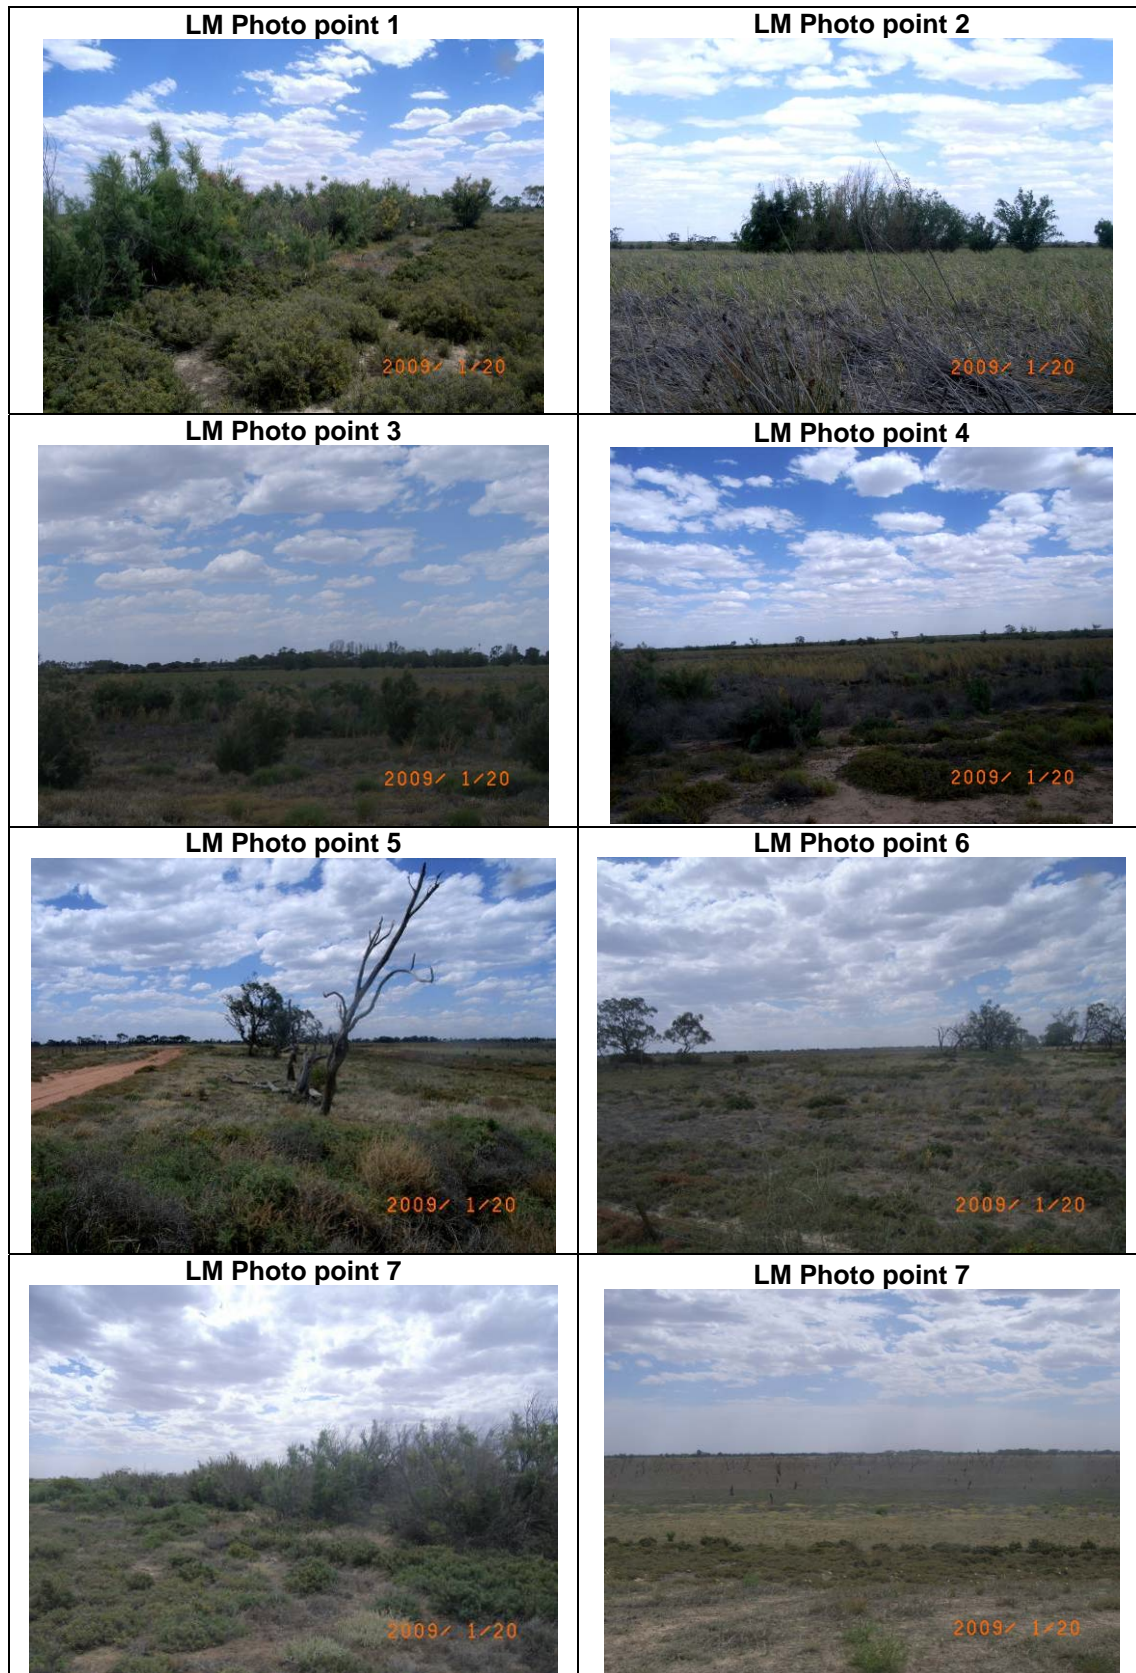 LM Photo point 1
2009/ 1/20
LM Photo point 2
2009/ 1/20
LM Photo point 3
2009/ 1/20
LM Photo point 4
2009/ 1/20
LM Photo point 5
2009/ 1/20
LM Photo point 6
2009/ 1/20
LM Photo point 7
2009/ 1/20
LM Photo point 7
2009/ 1/20